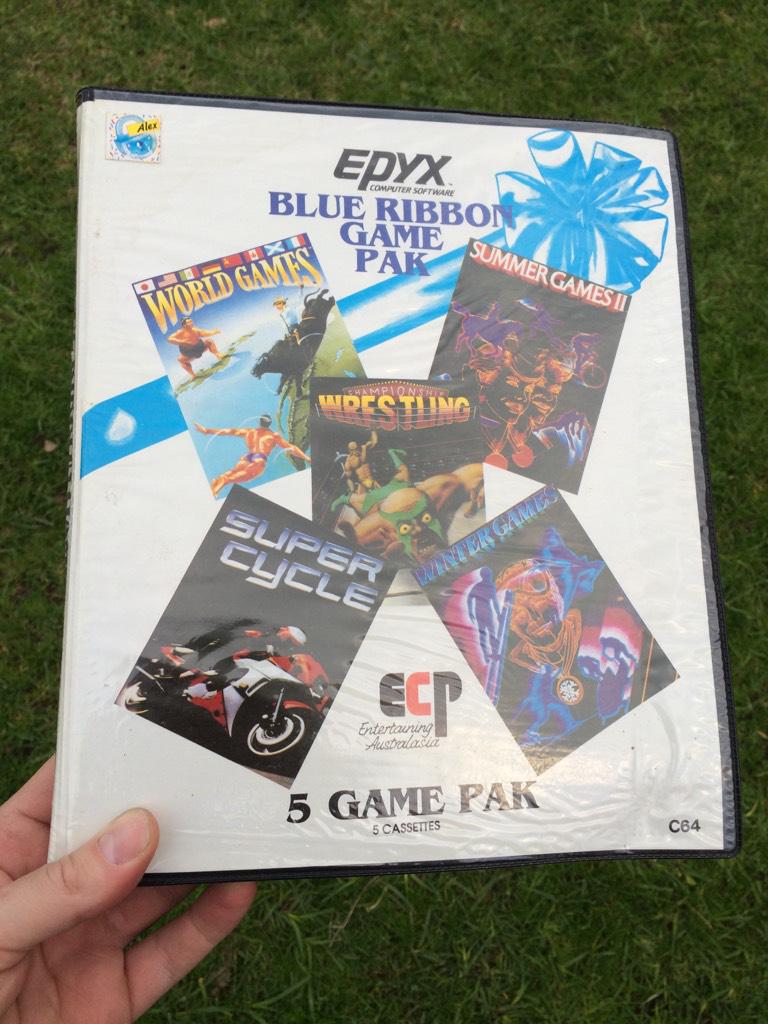 Alex
EPYX
COMPUTER SOFTWARE
BLUE RIBBON
GAME
PAK
WORLD GAMES
SUMMER GAMES II
CHAMPIONSHIP
WRESTLING
SUPER
CYCLE
WINTER GAMES
ECP
Entertaining
Australasia
5 GAME PAK
5 CASSETTES
C64